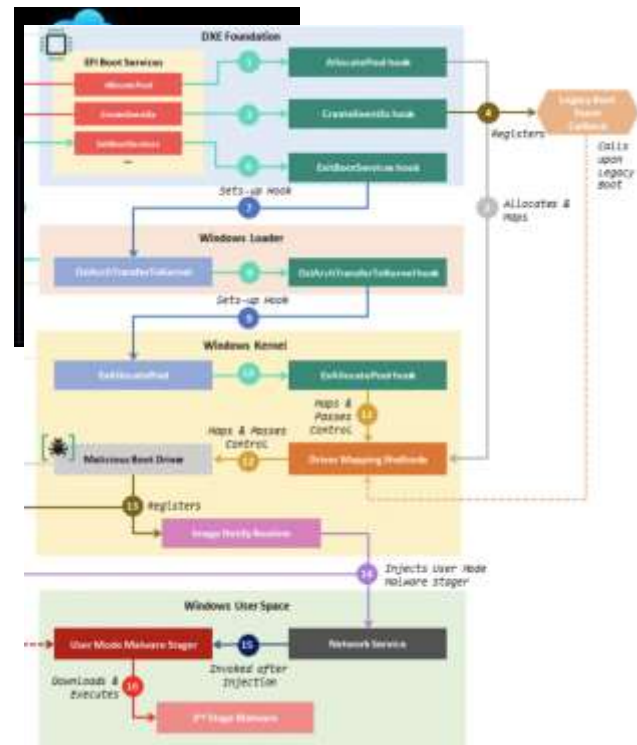 DXE Foundation
EFI Boot Services
AllocatePool
1
AllocatePool hook
CreateEventEx
3
CreateEventEx hook
4
Registers
Legacy Boot
Event
Callback
ExitBootServices hook
Calls
upon
Legacy
Boot
Sets-up Hook
7
Allocates &
Maps
Windows Loader
OslArchTransferToKernel
OslArchTransferToKernel hook
Sets-up Hook
9
Windows Kernel
ExAllocatePool
10
ExAllocatePool hook
Maps &
Passes
Control
11
Maps & Passes
Control
Malicious Boot Driver
12
Driver Mapping Shellcode
13
Registers
Image Notify Routine
14
Injects User Mode
Malware Stager
Windows User Space
User Mode Malware Stager
15
Network Service
Invoked after
Injection
Downloads &
Executes
16
Stage Malware